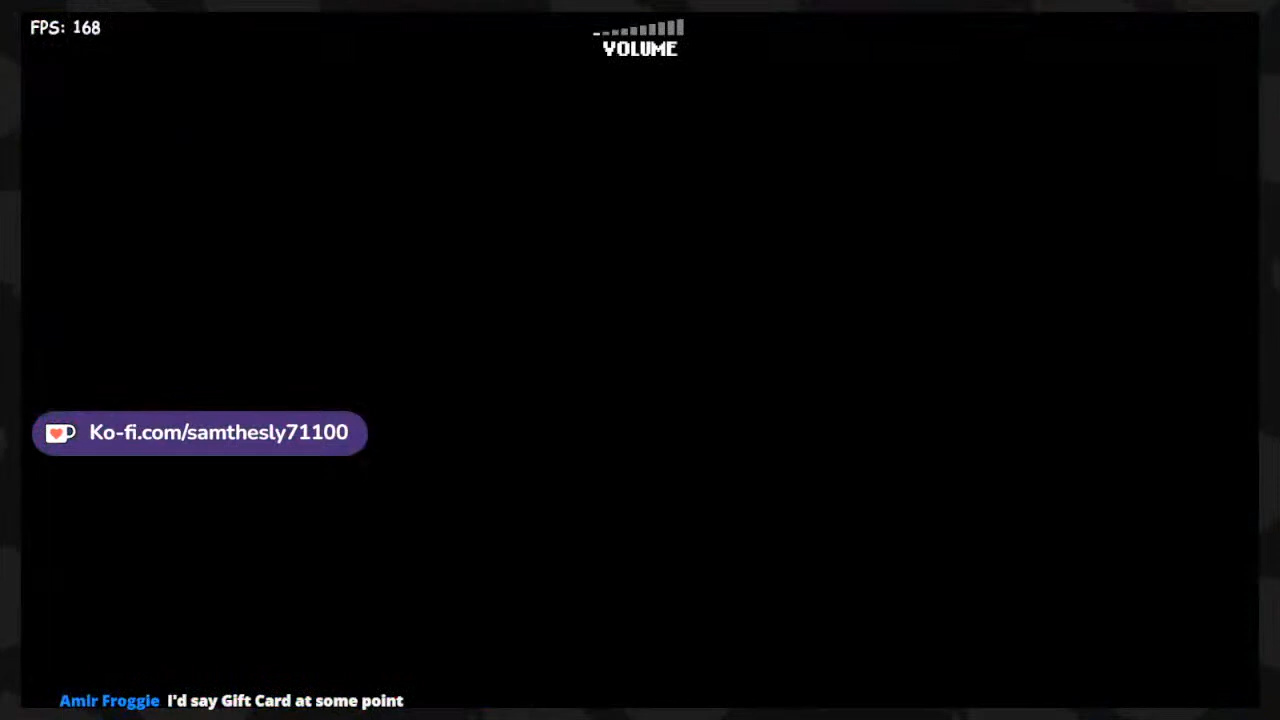 FPS: 168
VOLUME
Ko-fi.com/samthesly71100
Amir Froggie I'd say Gift Card at some point